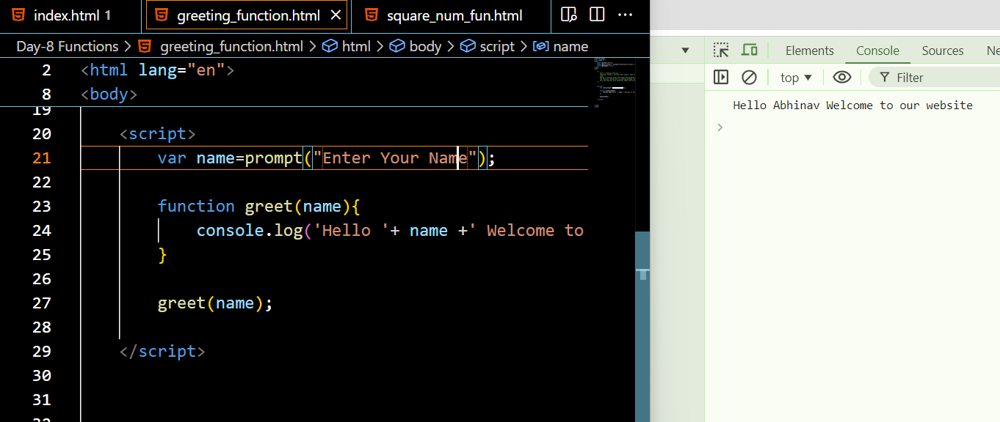 index.html 1 greeting_function.html square_num_fun.html
Day-8 Functions > greeting_function.html > html > body > script > name
2 <html lang="en">
8 <body>
19
20 <script>
21 var name=prompt("Enter Your Name");
22
23 function greet(name){
24 console.log('Hello '+ name +' Welcome to
25 }
26
27 greet(name);
28
29 </script>
30
31
32
Elements Console Sources Ne
top Filter
Hello Abhinav Welcome to our website
>